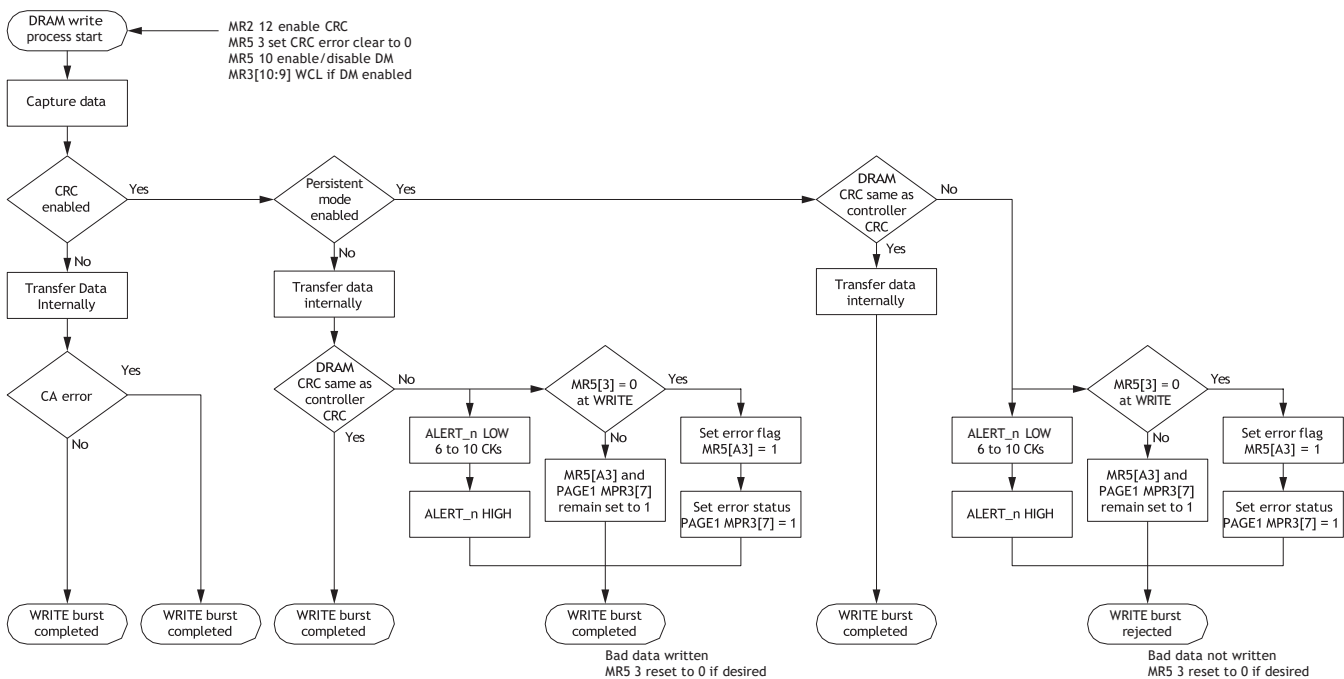 DRAM write
process start
MR2 12 enable CRC
MR5 3 set CRC error clear to 0
MR5 10 enable/disable DM
MR3[10:9] WCL if DM enabled
Capture data
CRC
enabled
Yes
Persistent
mode
enabled
Yes
DRAM
CRC same as
controller
CRC
No
No
No
Yes
Transfer Data
Internally
Transfer data
internally
Transfer data
internally
CA error
Yes
No
DRAM
CRC same as
controller
CRC
No
Yes
MR5[3] = 0
at WRITE
Yes
No
MR5[3] = 0
at WRITE
Yes
No
ALERT_n LOW
6 to 10 CKs
Set error flag
MR5[A3] = 1
ALERT_n LOW
6 to 10 CKs
Set error flag
MR5[A3] = 1
MR5[A3] and
PAGE1 MPR3[7]
remain set to 1
MR5[A3] and
PAGE1 MPR3[7]
remain set to 1
ALERT_n HIGH
Set error status
PAGE1 MPR3[7] = 1
ALERT_n HIGH
Set error status
PAGE1 MPR3[7] = 1
WRITE burst
completed
WRITE burst
completed
WRITE burst
completed
WRITE burst
completed
WRITE burst
completed
WRITE burst
rejected
Bad data written
MR5 3 reset to 0 if desired
Bad data not written
MR5 3 reset to 0 if desired